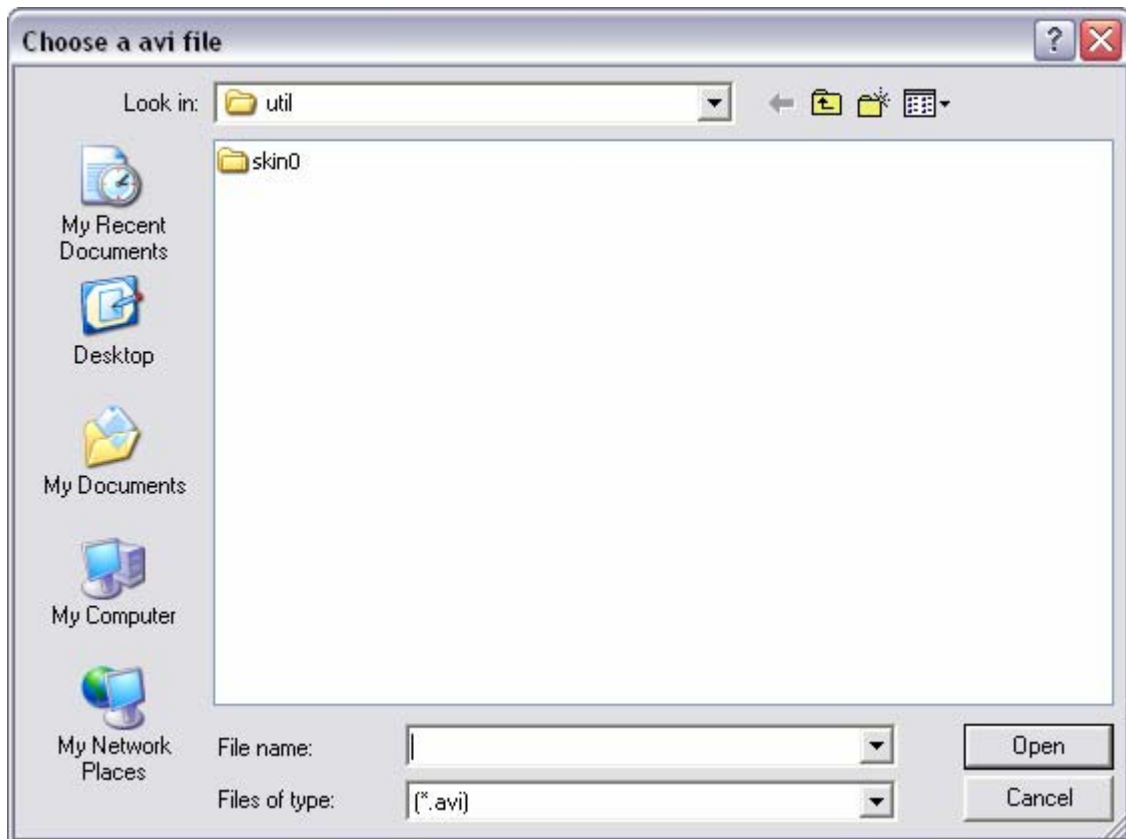 Choose a avi file
Look in:
util
skin0
My Recent
Documents
Desktop
My Documents
My Computer
My Network
Places
File name:
Open
Files of type:
(*.avi)
Cancel